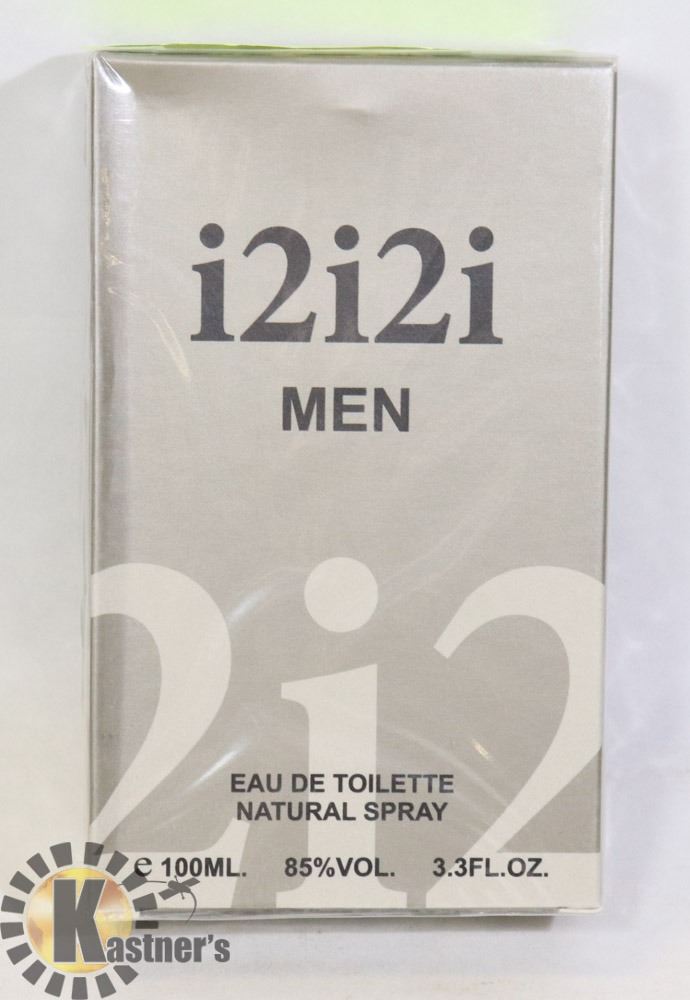 i2i2i
MEN
2i2
EAU DE TOILETTE
NATURAL SPRAY
℮ 100ML. 85%VOL. 3.3FL.OZ.
Kastner's